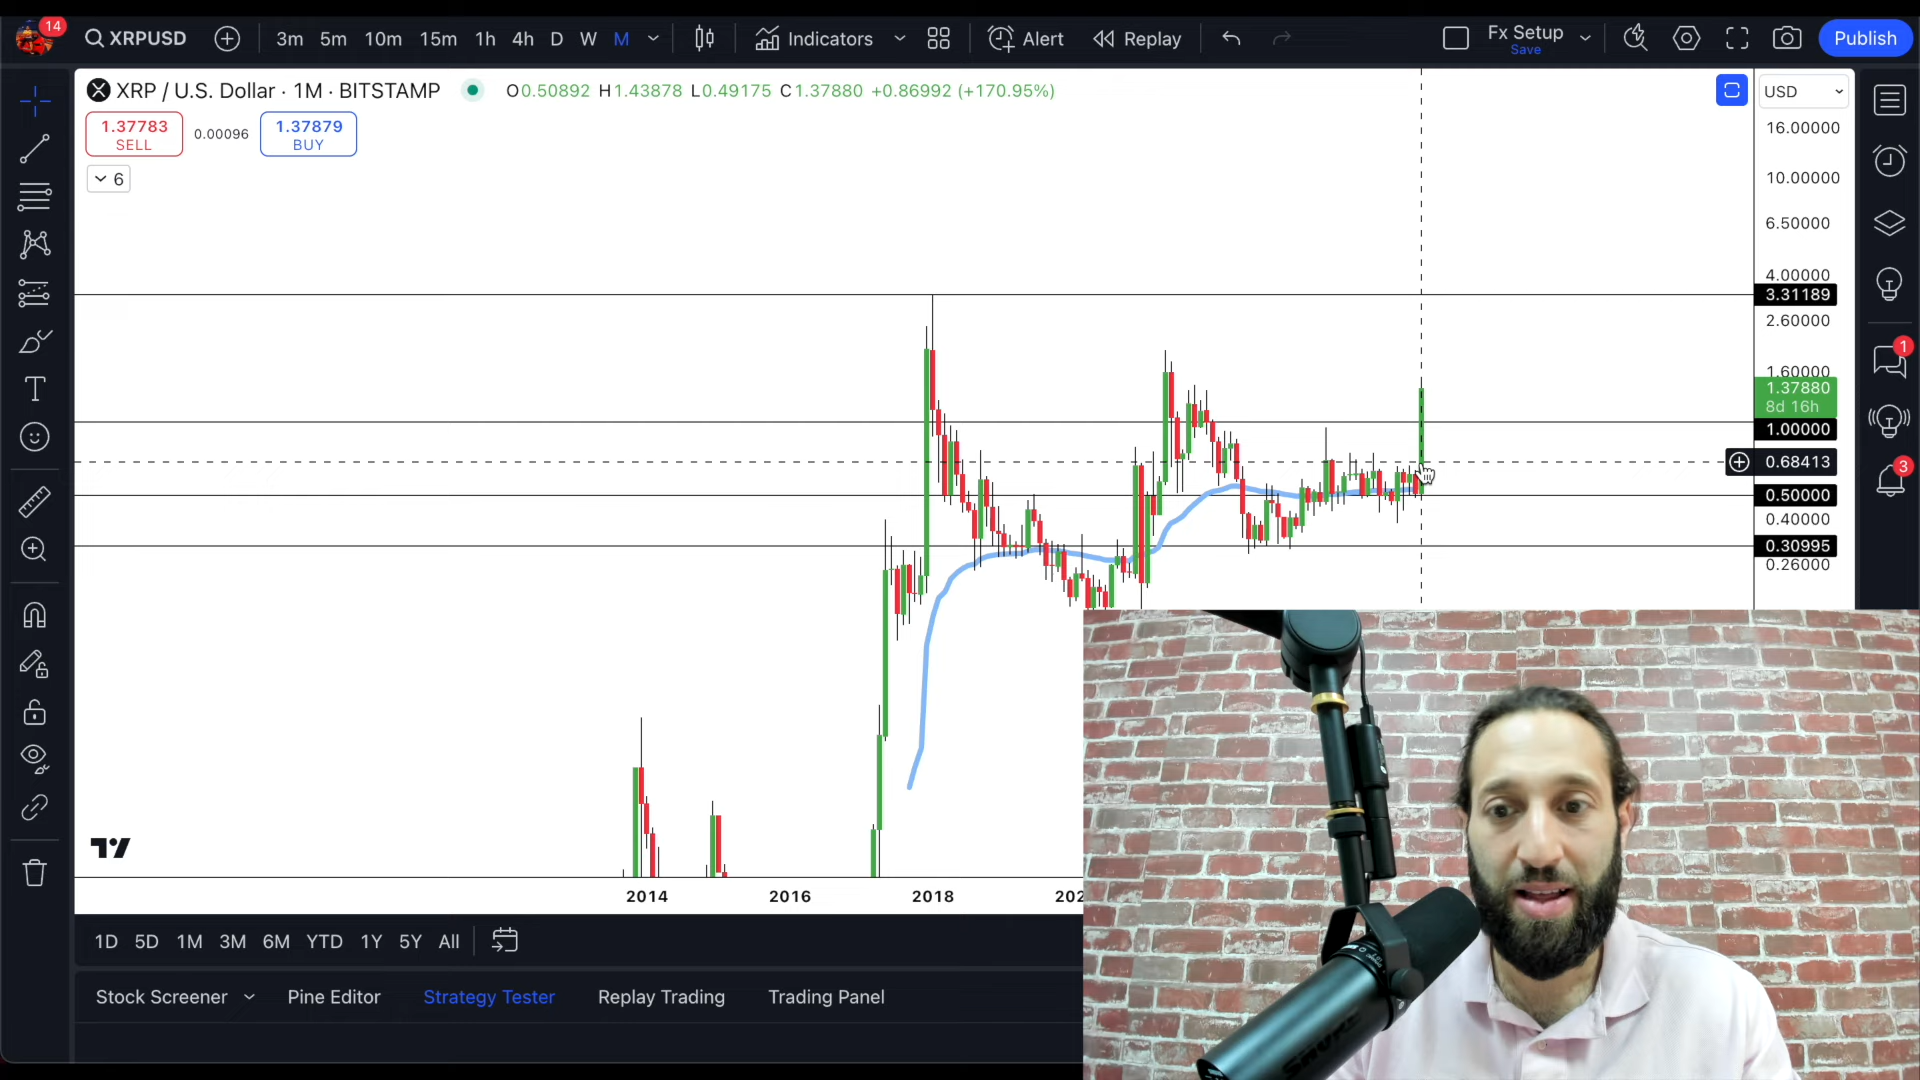 14
XRPUSD
3m 5m 10m 15m 1h 4h D W M
Indicators
Alert
Replay
Fx Setup
Save
Publish
XRP / U.S. Dollar · 1M · BITSTAMP
O0.50892 H1.43878 L0.49175 C1.37880 +0.86992 (+170.95%)
USD
1.37783
SELL
0.00096
1.37879
BUY
6
16.00000
10.00000
6.50000
4.00000
3.31189
2.60000
1.60000
1.37880
8d 16h
1.00000
0.68413
0.50000
0.40000
0.30995
0.26000
1
3
2014 2016 2018 202
1D 5D 1M 3M 6M YTD 1Y 5Y All
Stock Screener Pine Editor Strategy Tester Replay Trading Trading Panel
SHURE